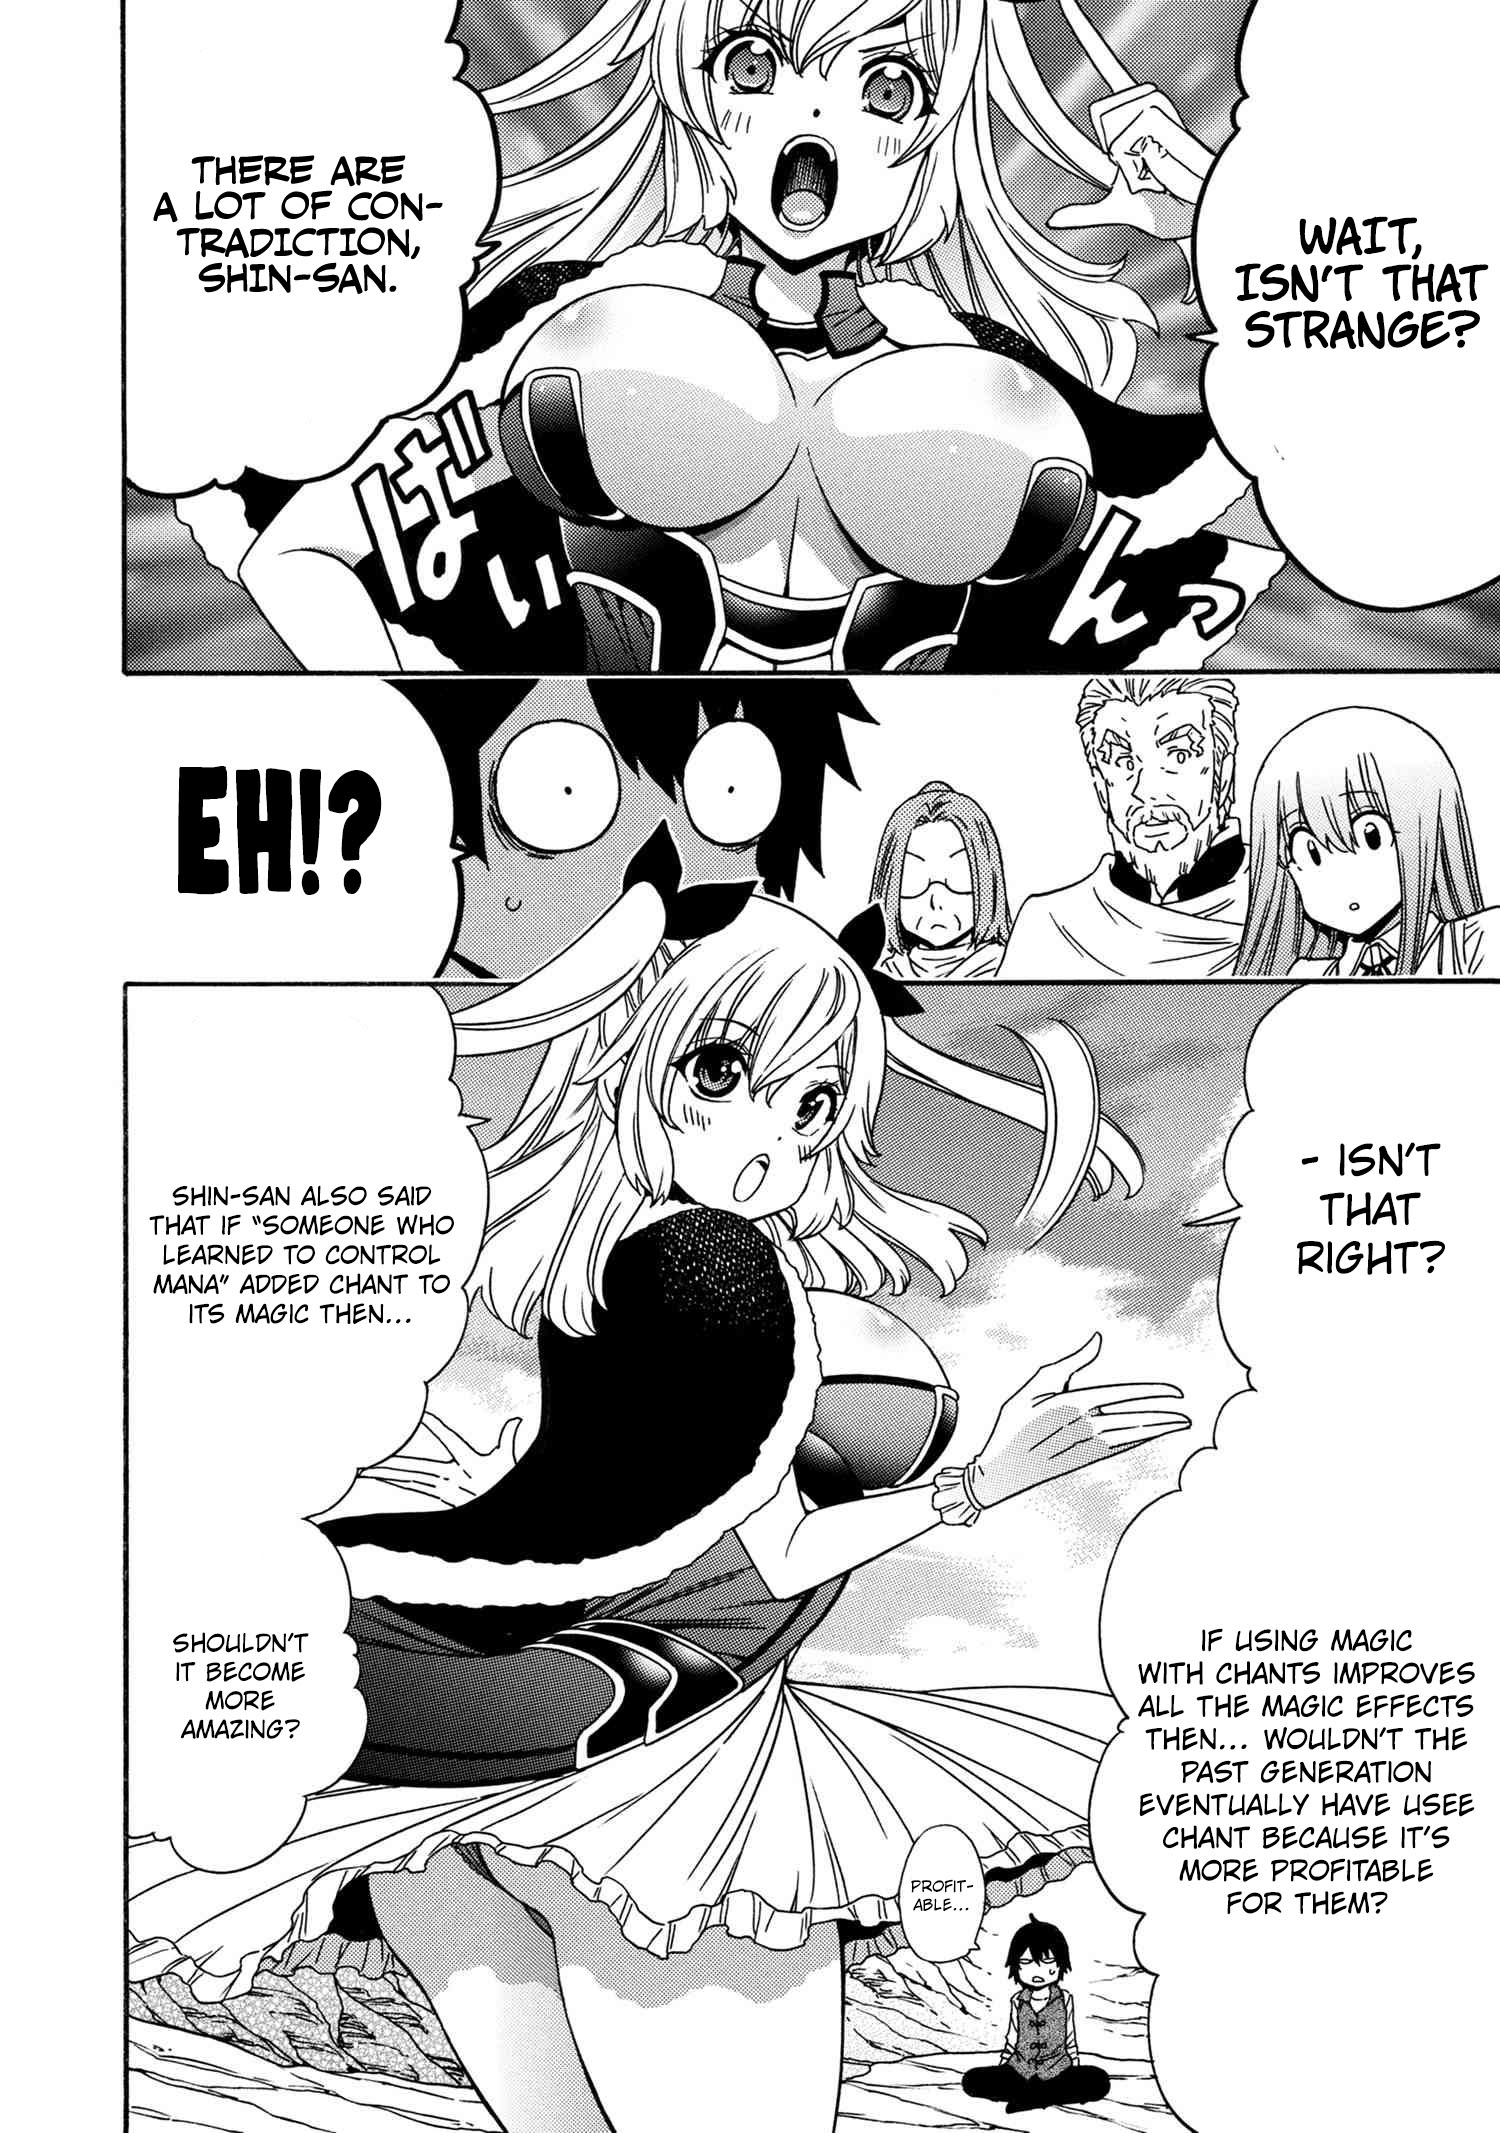 WAIT,
ISN'T THAT
STRANGE?
THERE ARE
A LOT OF CON-
TRADICTION,
SHIN-SAN.
ばいんっ
EH!?
- ISN'T
THAT
RIGHT?
IF USING MAGIC
WITH CHANTS IMPROVES
ALL THE MAGIC EFFECTS
THEN... WOULDN'T THE
PAST GENERATION
EVENTUALLY HAVE USEE
CHANT BECAUSE IT'S
MORE PROFITABLE
FOR THEM?
PROFIT-
ABLE...
SHIN-SAN ALSO SAID
THAT IF "SOMEONE WHO
LEARNED TO CONTROL
MANA" ADDED CHANT TO
ITS MAGIC THEN...
SHOULDN'T
IT BECOME
MORE
AMAZING?